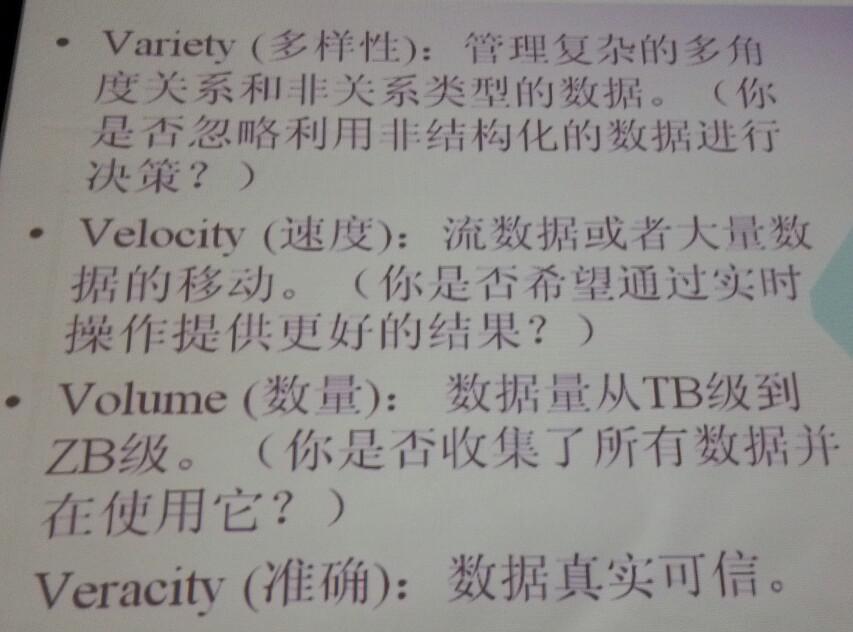 • Variety (多样性)：管理复杂的多角
度关系和非关系类型的数据。（你
是否忽略利用非结构化的数据进行
决策？）
• Velocity (速度)：流数据或者大量数
据的移动。（你是否希望通过实时
操作提供更好的结果？）
• Volume (数量)： 数据量从TB级到
ZB级。（你是否收集了所有数据并
在使用它？）
Veracity (准确)：数据真实可信。